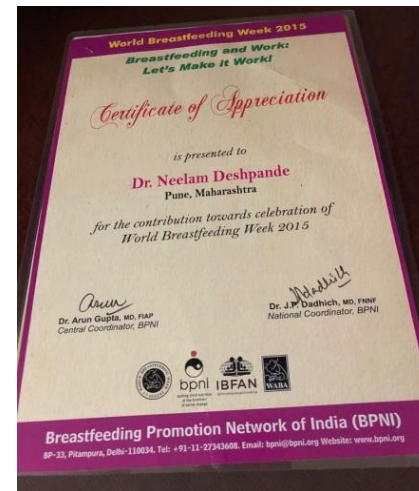 World Breastfeeding Week 2015
Breastfeeding and Work:
Let's Make it Work!
Certificate of Appreciation
is presented to
Dr. Neelam Deshpande
Pune, Maharashtra
for the contribution towards celebration of
World Breastfeeding Week 2015
Dr. Arun Gupta, MD, FIAP
Central Coordinator, BPNI
Dr. J.P. Dadhich, MD, FNNF
National Coordinator, BPNI
bpni
IBFAN
WABA
Breastfeeding Promotion Network of India (BPNI)
BP-33, Pitampura, Delhi-110034. Tel: +91-11-27343608. Email: bpni@bpni.org Website: www.bpni.org